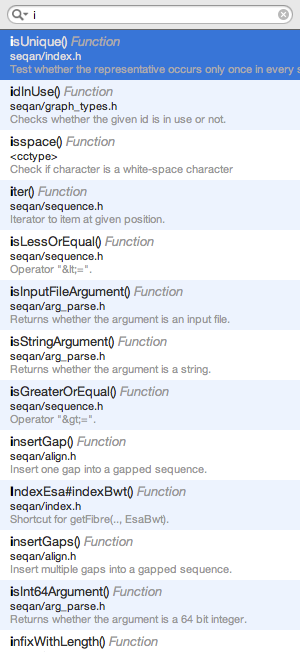 i
isUnique() Function
seqan/index.h
Test whether the representative occurs only once in every s
idInUse() Function
seqan/graph_types.h
Checks whether the given id is in use or not.
isspace() Function
<cctype>
Check if character is a white-space character
iter() Function
seqan/sequence.h
Iterator to item at given position.
isLessOrEqual() Function
seqan/sequence.h
Operator "&lt;=".
isInputFileArgument() Function
seqan/arg_parse.h
Returns whether the argument is an input file.
isStringArgument() Function
seqan/arg_parse.h
Returns whether the argument is a string.
isGreaterOrEqual() Function
seqan/sequence.h
Operator "&gt;=".
insertGap() Function
seqan/align.h
Insert one gap into a gapped sequence.
IndexEsa#indexBwt() Function
seqan/index.h
Shortcut for getFibre(.., EsaBwt).
insertGaps() Function
seqan/align.h
Insert multiple gaps into a gapped sequence.
isInt64Argument() Function
seqan/arg_parse.h
Returns whether the argument is a 64 bit integer.
infixWithLength() Function